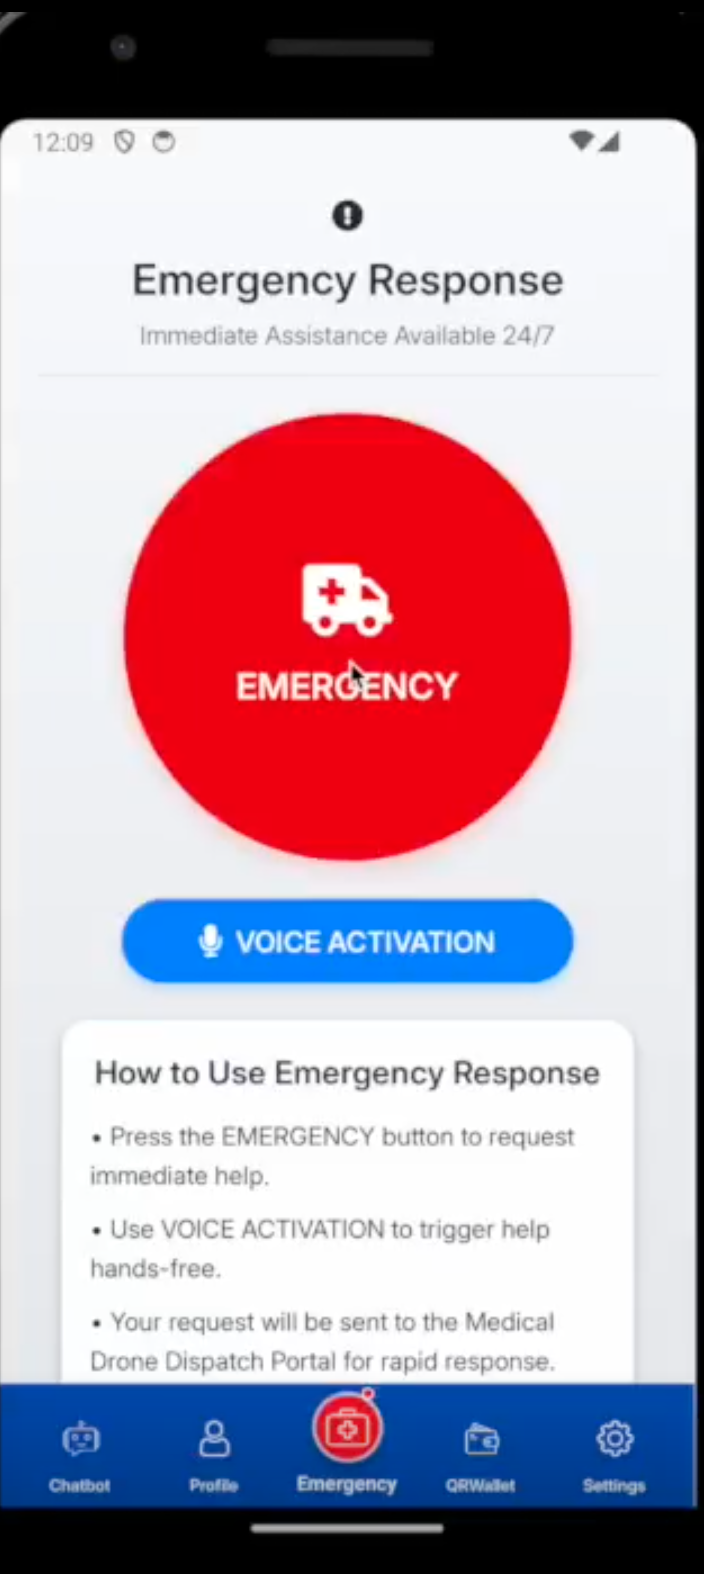 12:09
Emergency Response
Immediate Assistance Available 24/7
EMERGENCY
VOICE ACTIVATION
How to Use Emergency Response
• Press the EMERGENCY button to request
immediate help.
• Use VOICE ACTIVATION to trigger help
hands-free.
• Your request will be sent to the Medical
Drone Dispatch Portal for rapid response.
Chatbot Profile Emergency QRWallet Settings